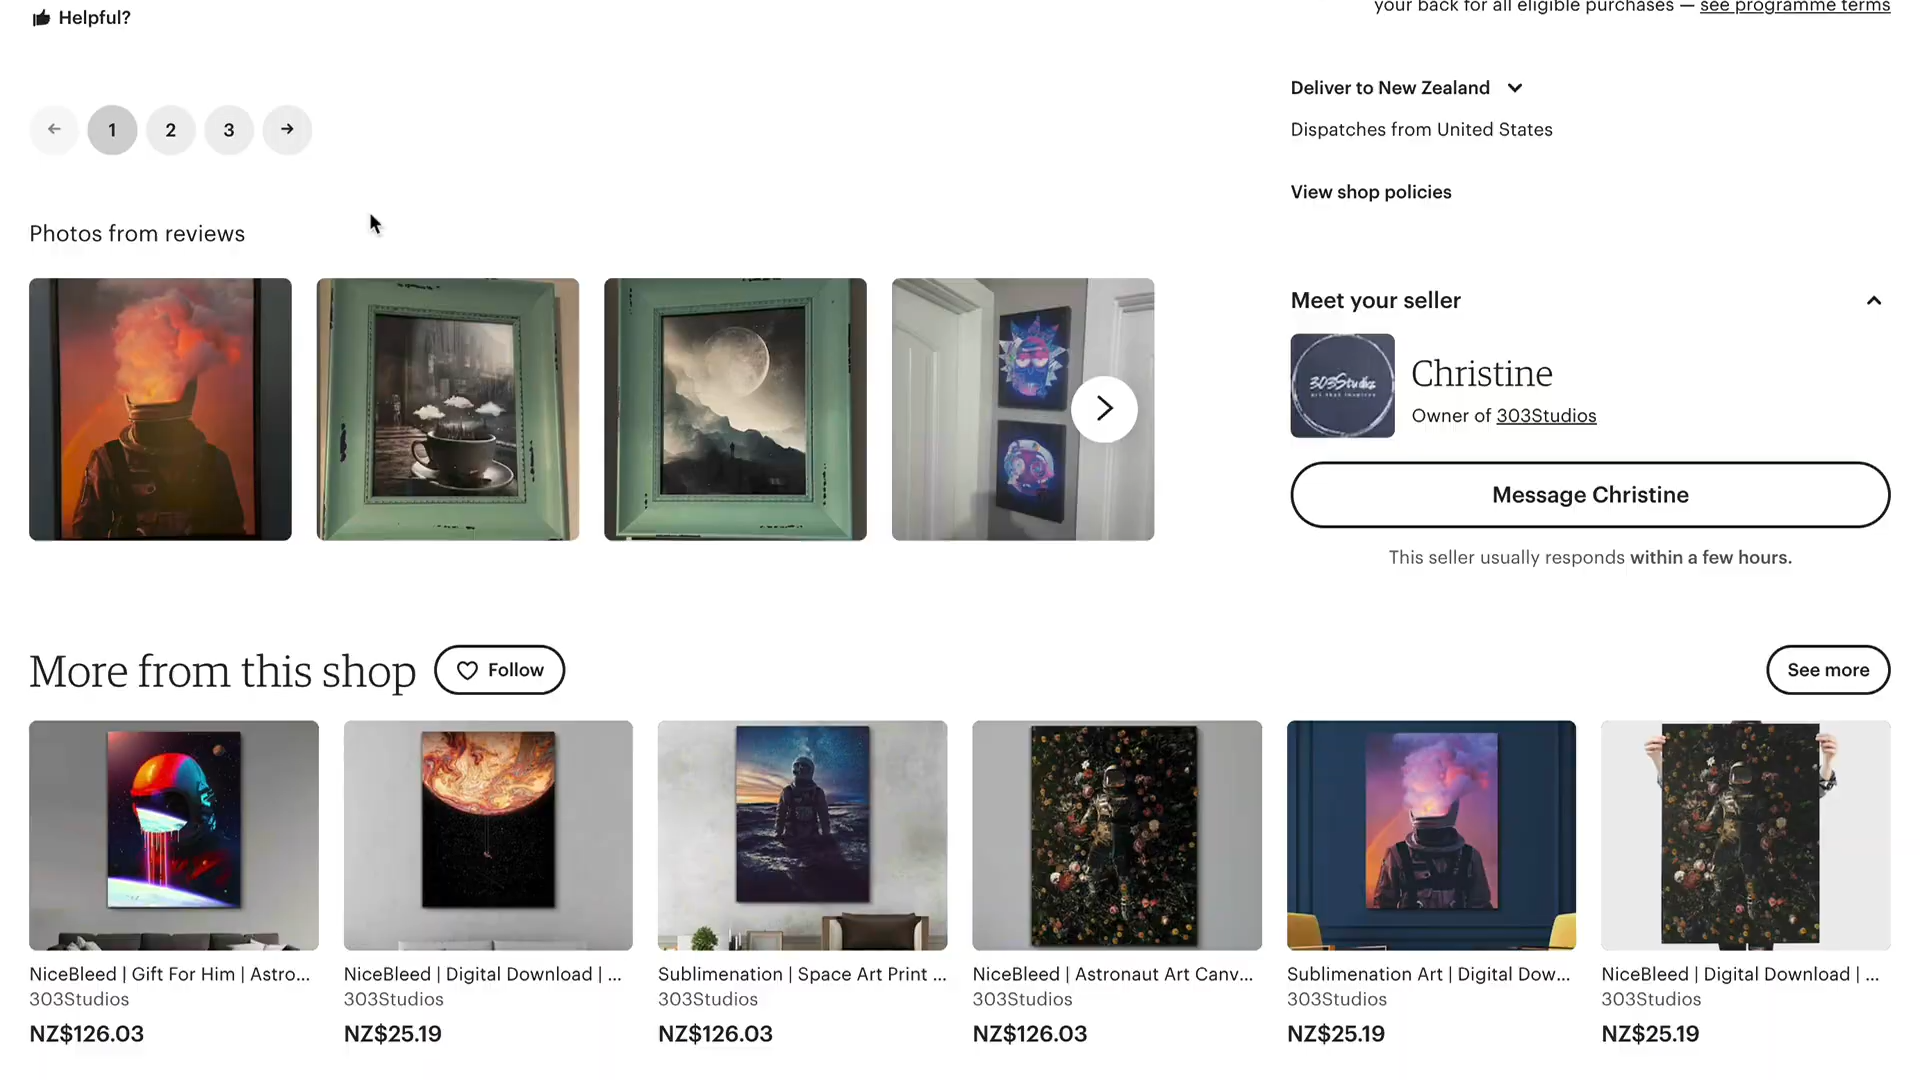 Helpful?
your back for all eligible purchases — see programme terms
Deliver to New Zealand
Dispatches from United States
1 2 3
View shop policies
Photos from reviews
Meet your seller
303Studios
Christine
Owner of 303Studios
Message Christine
This seller usually responds within a few hours.
More from this shop
Follow
See more
NiceBleed | Gift For Him | Astro...
303Studios
NZ$126.03
NiceBleed | Digital Download | ...
303Studios
NZ$25.19
Sublimenation | Space Art Print ...
303Studios
NZ$126.03
NiceBleed | Astronaut Art Canv...
303Studios
NZ$126.03
Sublimenation Art | Digital Dow...
303Studios
NZ$25.19
NiceBleed | Digital Download | ...
303Studios
NZ$25.19